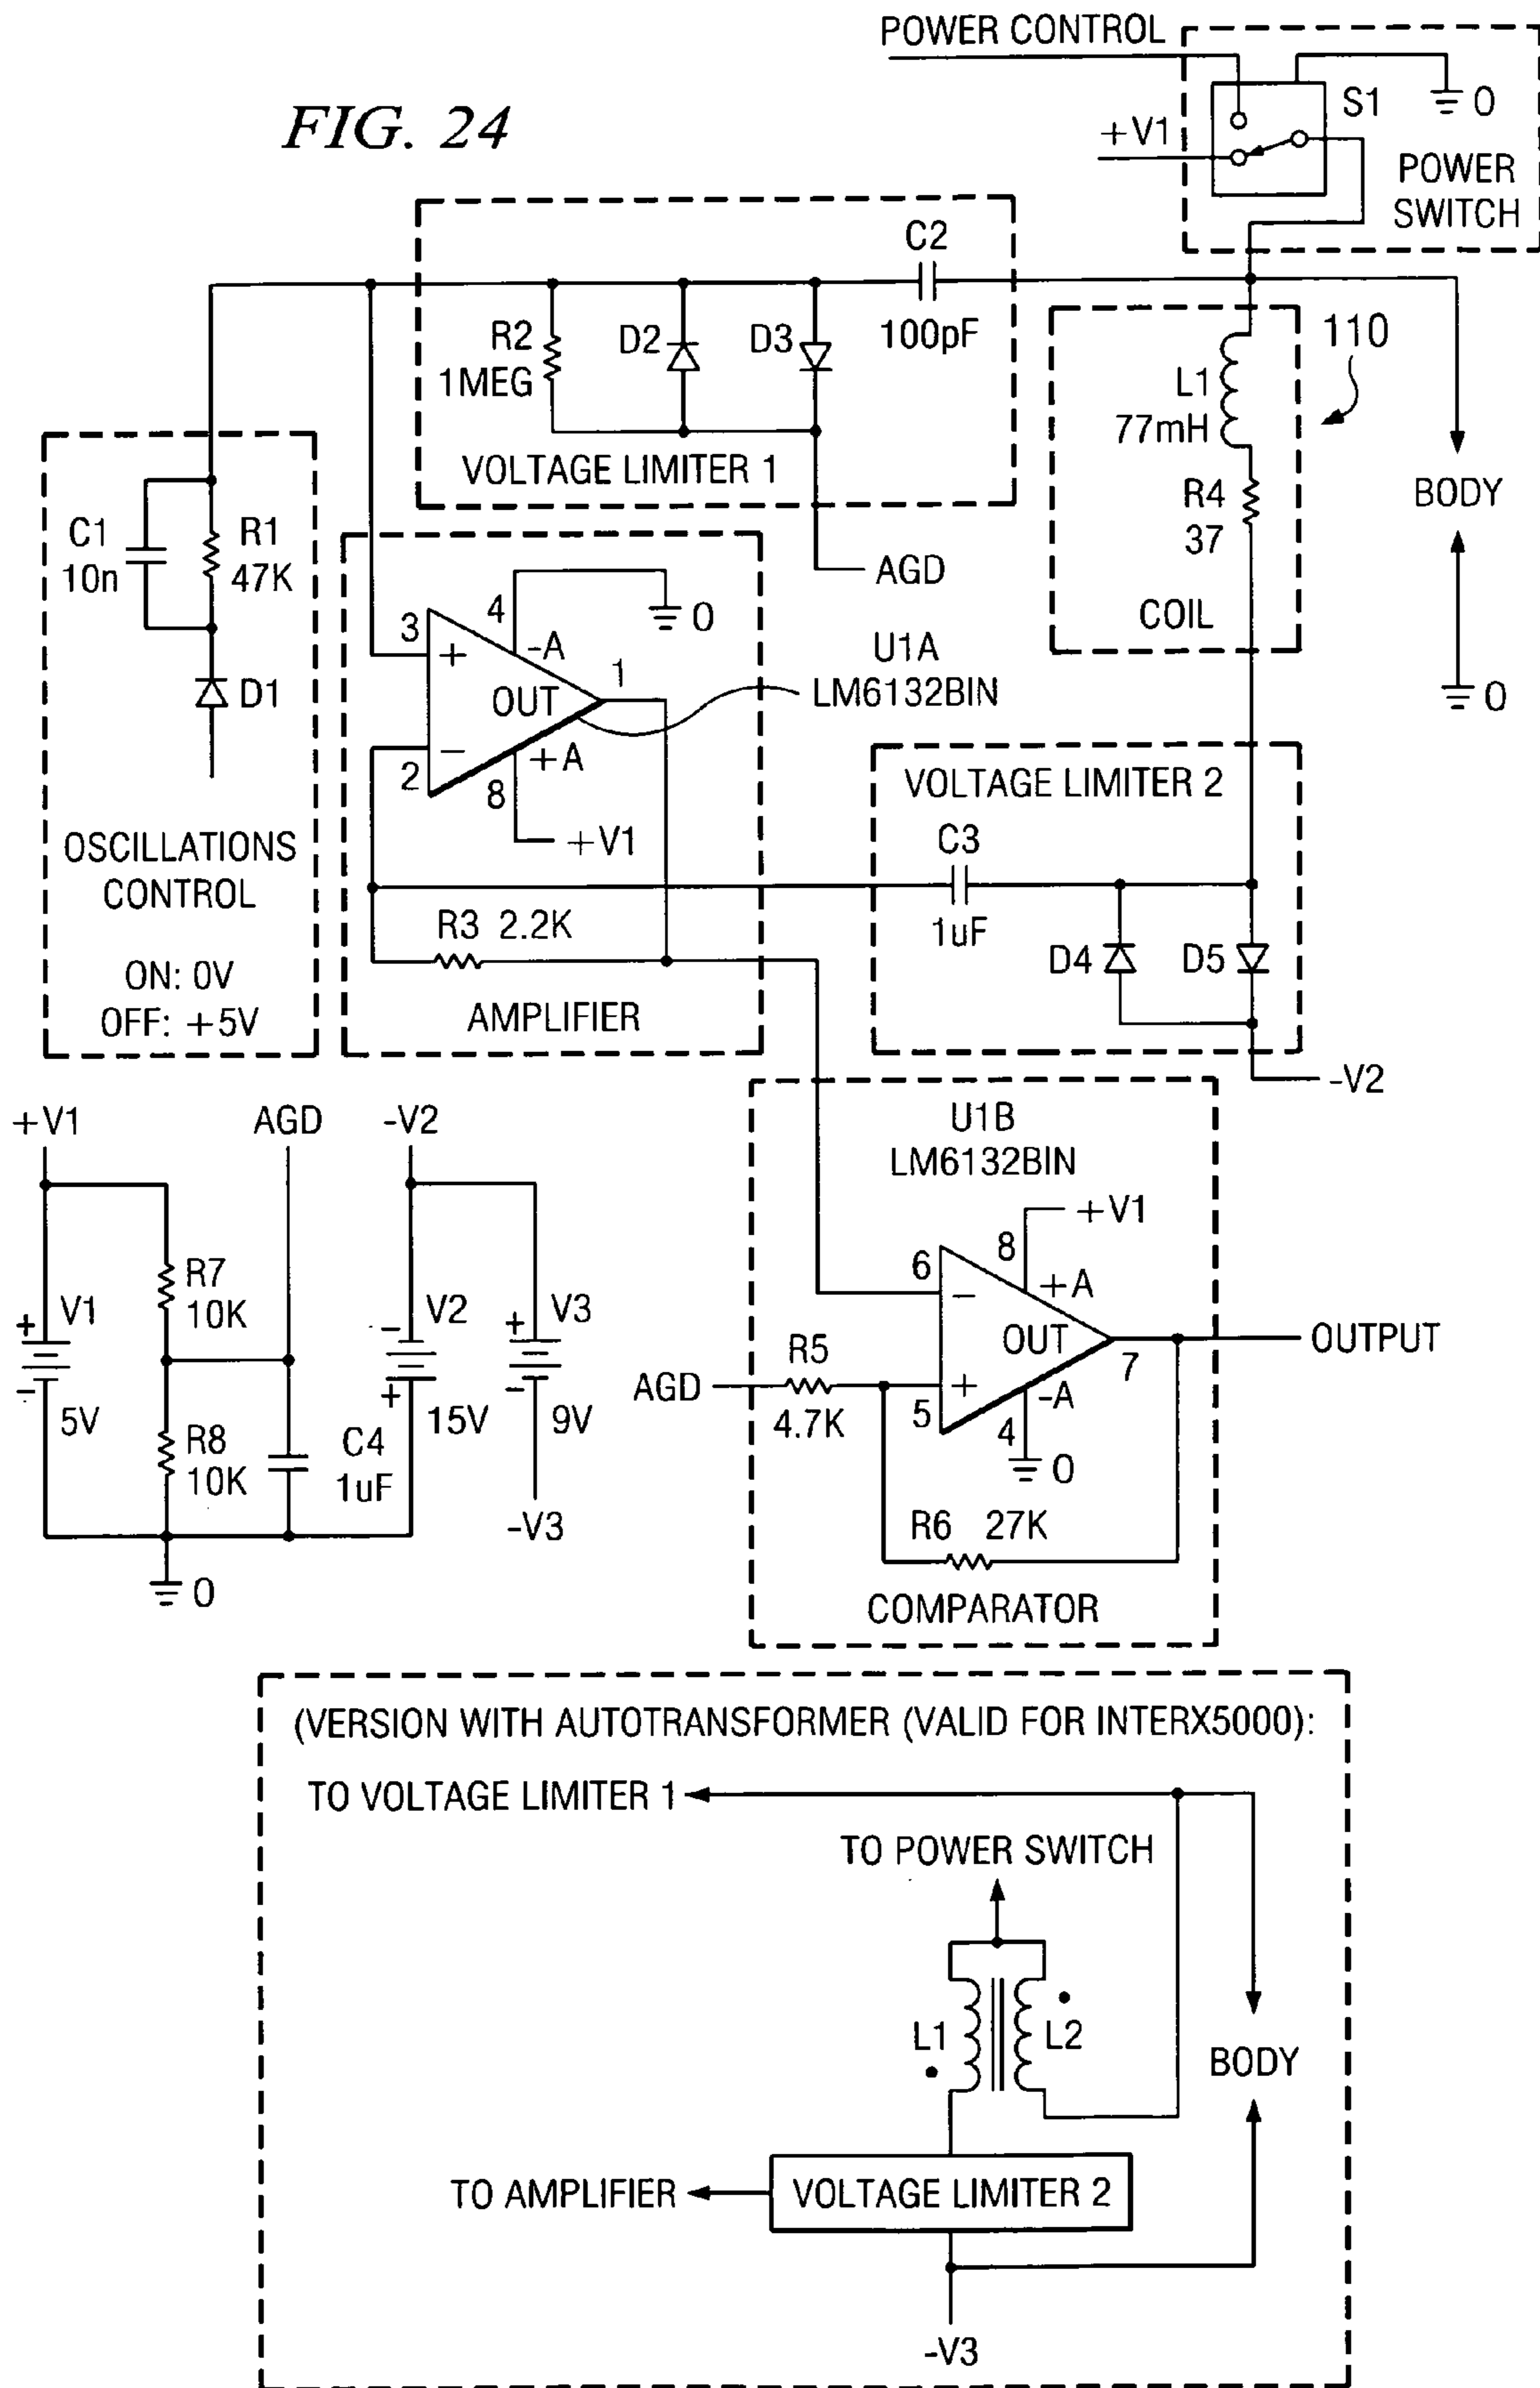 FIG. 24
POWER CONTROL
S1
0
+V1
POWER
SWITCH
C2
100pF
R2
1MEG
D2
D3
VOLTAGE LIMITER 1
AGD
110
L1
77mH
R4
37
COIL
BODY
0
C1
10n
R1
47K
D1
OSCILLATIONS
CONTROL
ON: 0V
OFF: +5V
3
+
4
-A
0
1
OUT
U1A
LM6132BIN
-
2
+A
8
+V1
R3 2.2K
AMPLIFIER
VOLTAGE LIMITER 2
C3
1uF
D4
D5
-V2
+V1
AGD
-V2
R7
10K
+
V1
-
5V
R8
10K
C4
1uF
-
V2
+
15V
+
V3
-
9V
-V3
0
U1B
LM6132BIN
+V1
8
6
-
+A
OUT
7
OUTPUT
AGD
R5
4.7K
5
+
-A
4
0
R6 27K
COMPARATOR
(VERSION WITH AUTOTRANSFORMER (VALID FOR INTERX5000):
TO VOLTAGE LIMITER 1
TO POWER SWITCH
L1
L2
BODY
TO AMPLIFIER
VOLTAGE LIMITER 2
-V3